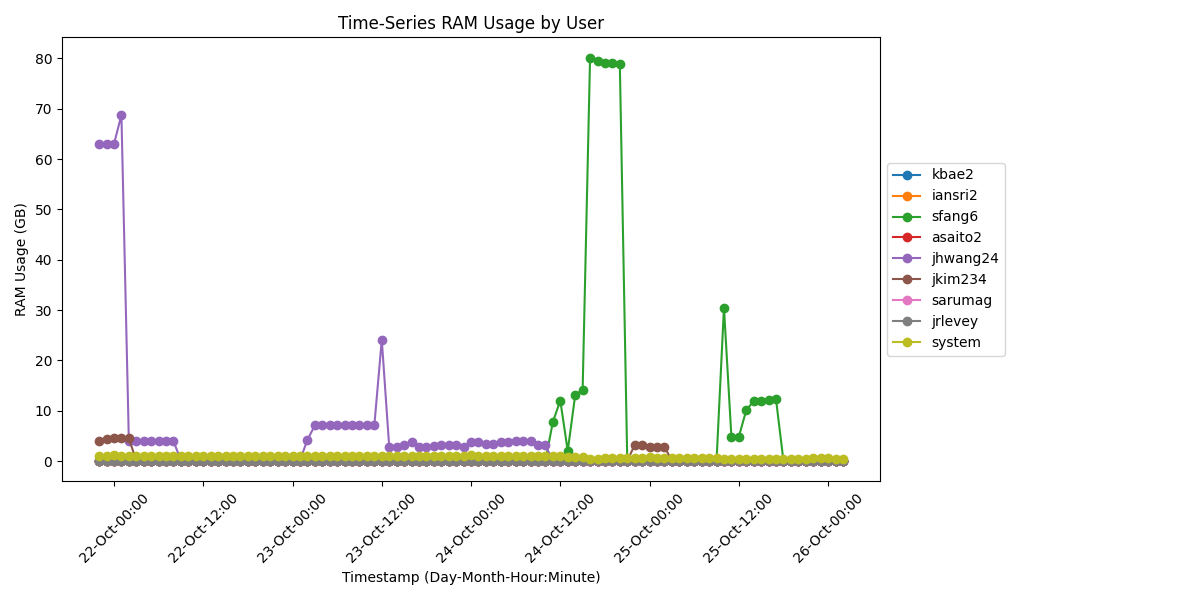 Time-Series RAM Usage by User
RAM Usage (GB)
80
70
60
50
40
30
20
10
0
22-Oct-00:00
22-Oct-12:00
23-Oct-00:00
23-Oct-12:00
24-Oct-00:00
24-Oct-12:00
25-Oct-00:00
25-Oct-12:00
26-Oct-00:00
Timestamp (Day-Month-Hour:Minute)
kbae2
iansri2
sfang6
asaito2
jhwang24
jkim234
sarumag
jrlevey
system